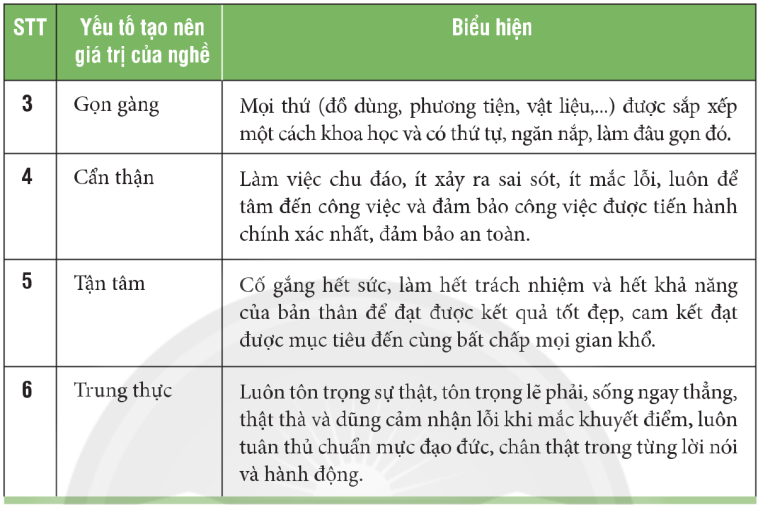 STT
Yếu tố tạo nên
giá trị của nghề
Biểu hiện
3
Gọn gàng
Mọi thứ (đồ dùng, phương tiện, vật liệu,...) được sắp xếp
một cách khoa học và có thứ tự, ngăn nắp, làm đâu gọn đó.
4
Cẩn thận
Làm việc chu đáo, ít xảy ra sai sót, ít mắc lỗi, luôn để
tâm đến công việc và đảm bảo công việc được tiến hành
chính xác nhất, đảm bảo an toàn.
5
Tận tâm
Cố gắng hết sức, làm hết trách nhiệm và hết khả năng
của bản thân để đạt được kết quả tốt đẹp, cam kết đạt
được mục tiêu đến cùng bất chấp mọi gian khổ.
6
Trung thực
Luôn tôn trọng sự thật, tôn trọng lẽ phải, sống ngay thẳng,
thật thà và dũng cảm nhận lỗi khi mắc khuyết điểm, luôn
tuân thủ chuẩn mực đạo đức, chân thật trong từng lời nói
và hành động.